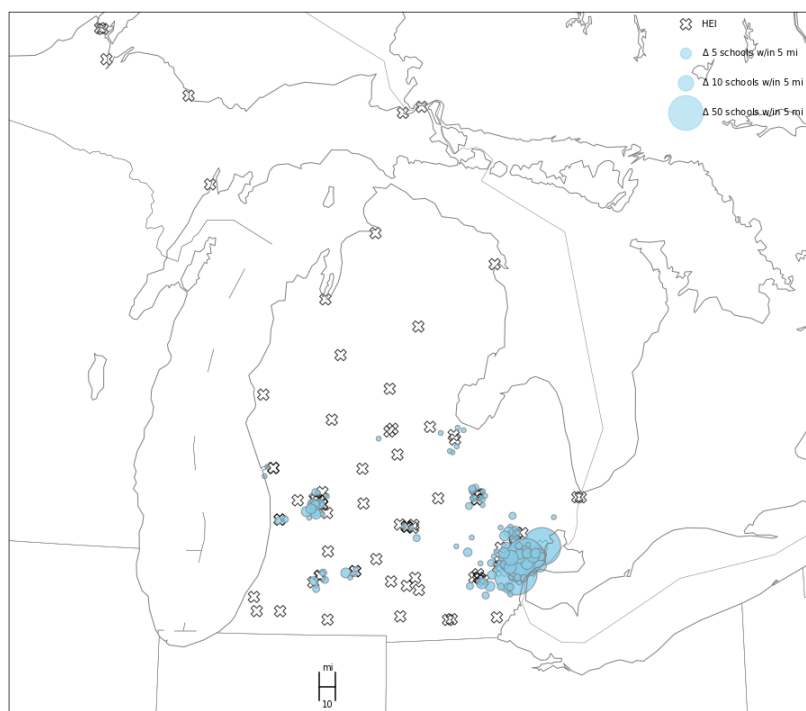 HEI
Δ 5 schools w/in 5 mi
Δ 10 schools w/in 5 mi
Δ 50 schools w/in 5 mi
mi
10